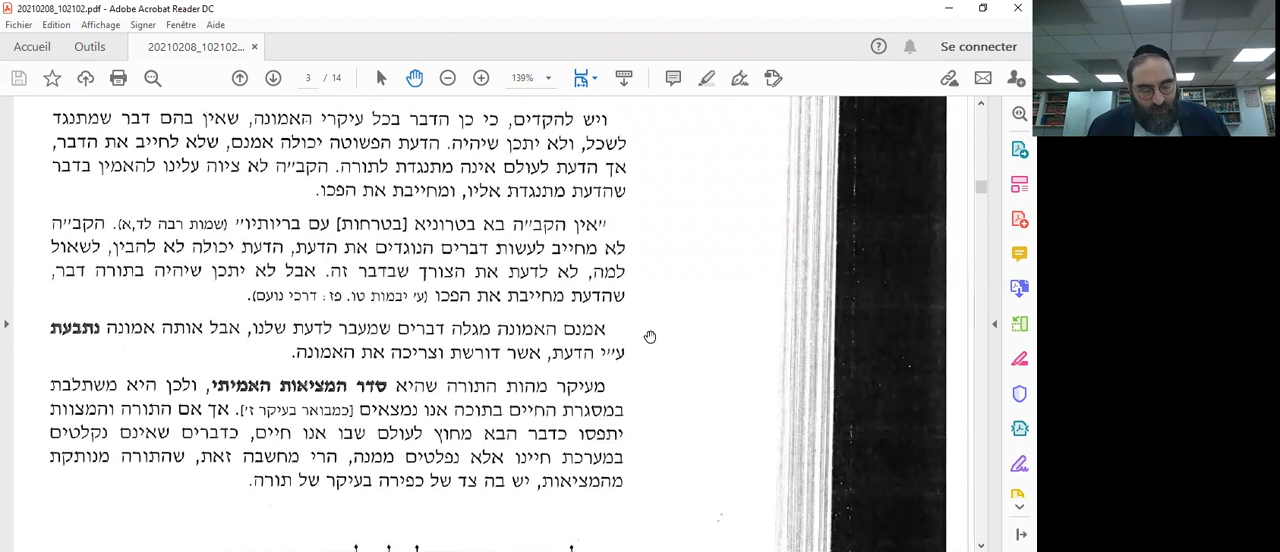 20210208_102102.pdf - Adobe Acrobat Reader DC
Fichier Edition Affichage Signer Fenêtre Aide
Accueil Outils 20210208_102102... × Se connecter
3 / 14 139%
ויש להקדים, כי כן הדבר בכל עיקרי האמונה, שאין בהם דבר שמתנגד
לשכל, ולא יתכן שיהיה. הדעת הפשוטה יכולה אמנם, שלא לחייב את הדבר,
אך הדעת לעולם אינה מתנגדת לתורה. הקב״ה לא ציוה עלינו להאמין בדבר
שהדעת מתנגדת אליו, ומחייבת את הפכו.
״אין הקב״ה בא בטרוניא [בטרחות] עם בריותיו״ (שמות רבה לד,א). הקב״ה
לא מחייב לעשות דברים הנוגדים את הדעת, הדעת יכולה לא להבין, לשאול
למה, לא לדעת את הצורך שבדבר זה. אבל לא יתכן שיהיה בתורה דבר,
שהדעת מחייבת את הפכו (עי׳ יבמות טו. פז: דרכי נועם).
אמנם האמונה מגלה דברים שמעבר לדעת שלנו, אבל אותה אמונה נתבעת
ע״י הדעת, אשר דורשת וצריכה את האמונה.
מעיקר מהות התורה שהיא סדר המציאות האמיתי, ולכן היא משתלבת
במסגרת החיים בתוכה אנו נמצאים [כמבואר בעיקר ז׳]. אך אם התורה והמצוות
יתפסו כדבר הבא מחוץ לעולם שבו אנו חיים, כדברים שאינם נקלטים
במערכת חיינו אלא נפלטים ממנה, הרי מחשבה זאת, שהתורה מנותקת
מהמציאות, יש בה צד של כפירה בעיקר של תורה.